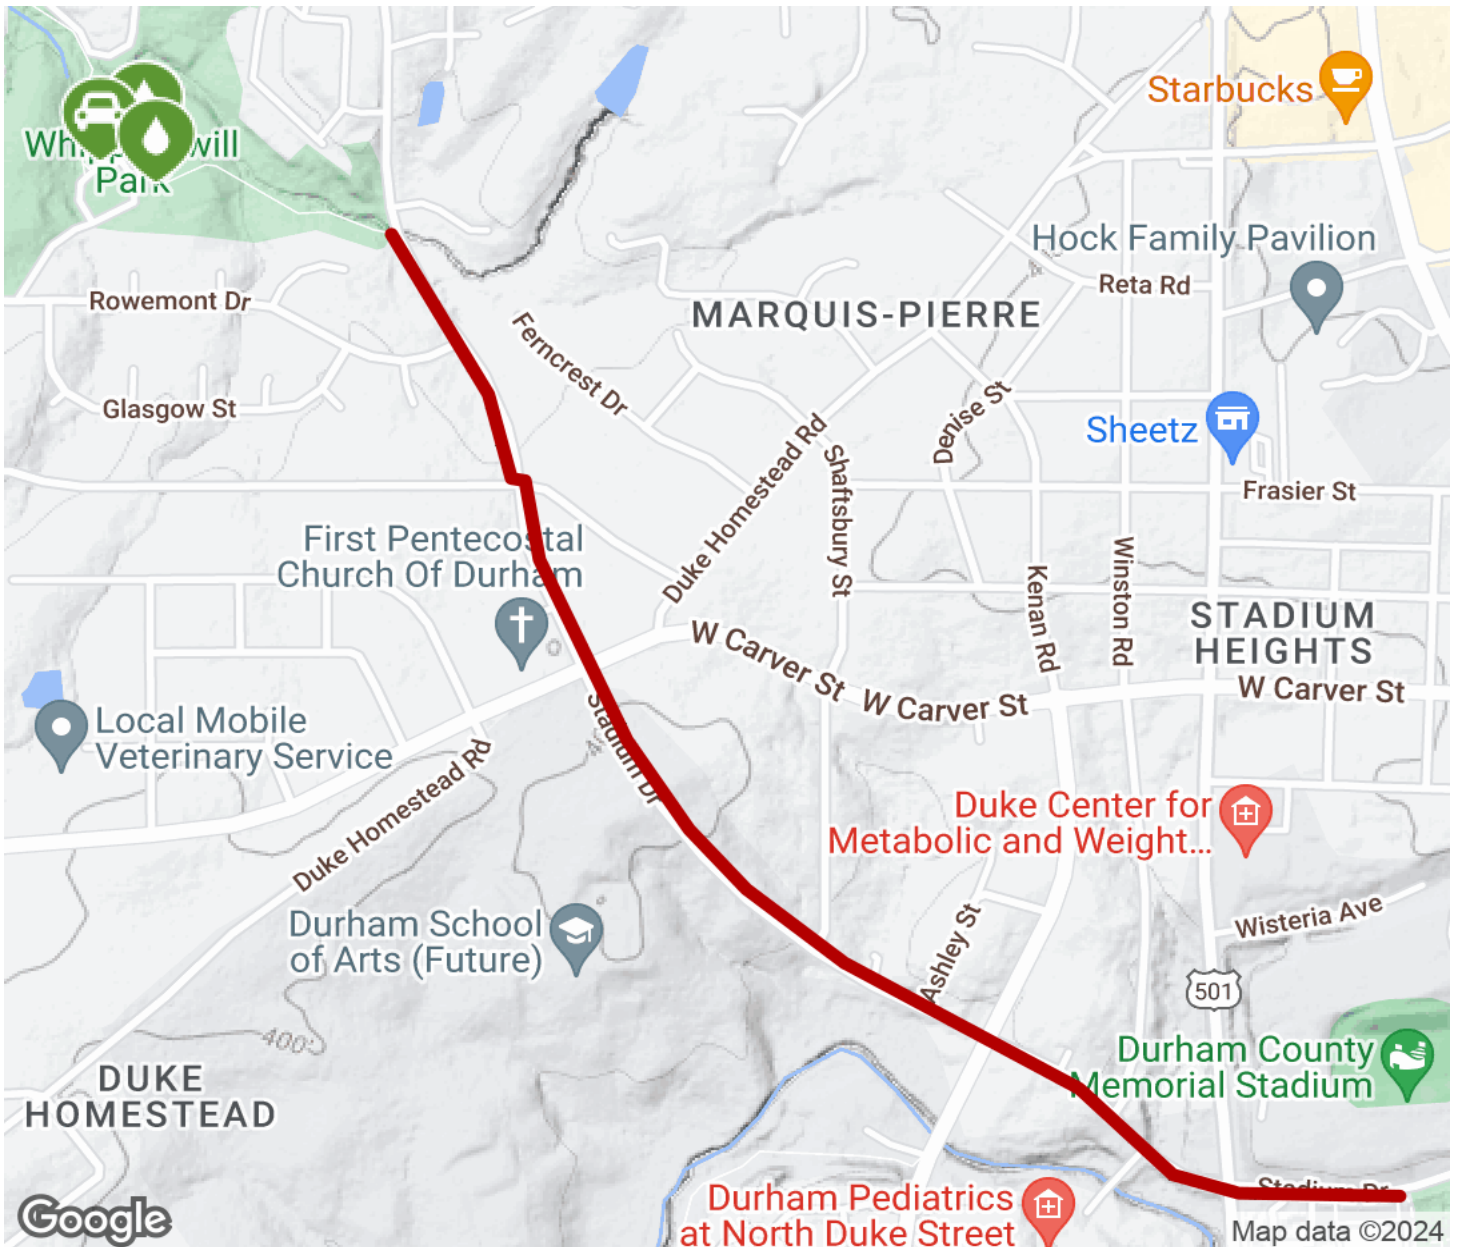 Starbucks
Wh will
Park
Hock Family Pavilion
Reta Rd
Rowemont Dr
MARQUIS-PIERRE
Ferncrest Dr
Glasgow St
Denise St
Sheetz
Duke Homestead Rd
Shaftsbury St
Frasier St
First Pentecostal
Church Of Durham
Kenan Rd
Winston Rd
STADIUM
HEIGHTS
W Carver St
W Carver St
W Carver St
Local Mobile
Veterinary Service
Stadium Dr
Duke Homestead Rd
Duke Center for
Metabolic and Weight...
Durham School
of Arts (Future)
Ashley St
Wisteria Ave
501
400'
Durham County
Memorial Stadium
DUKE
HOMESTEAD
Stadium Dr
Durham Pediatrics
at North Duke Street
Google
Map data ©2024